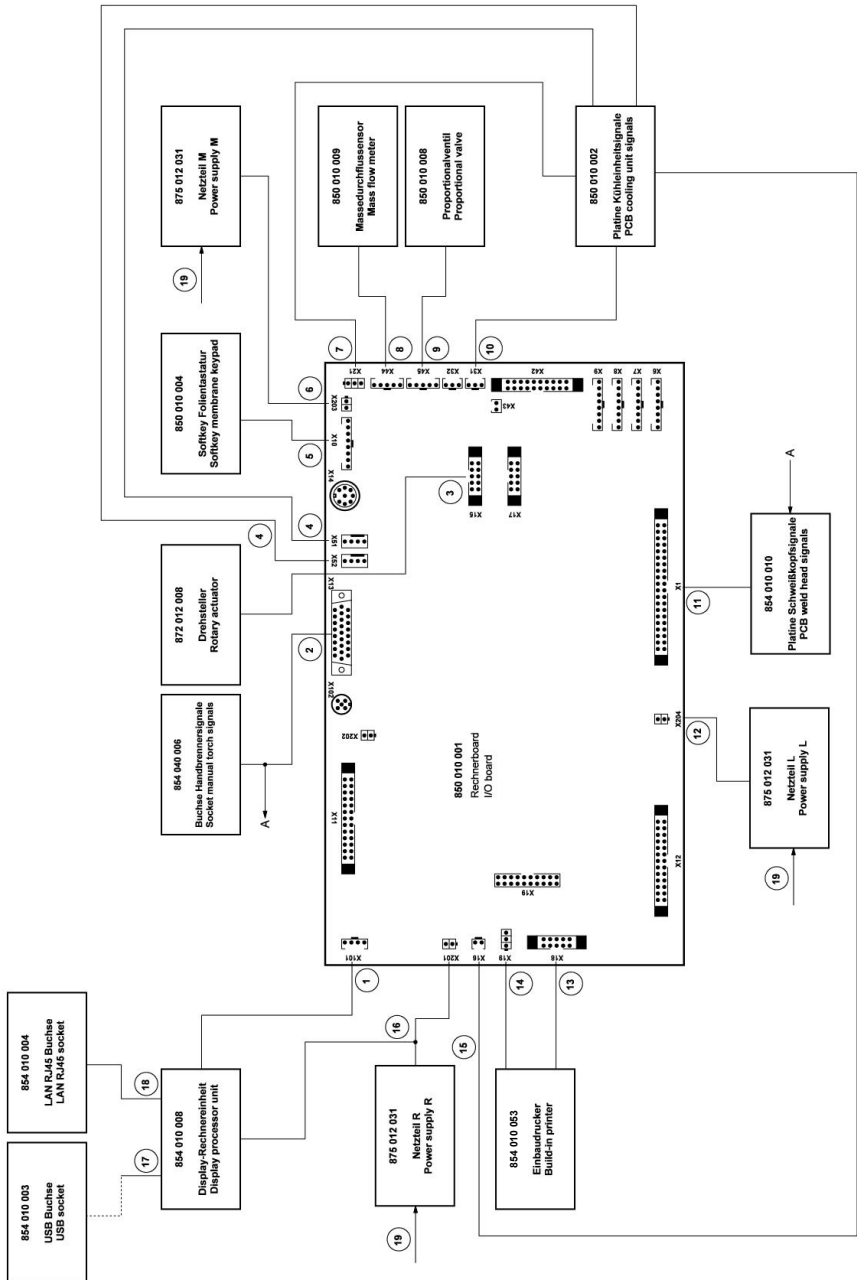 854 010 003
USB Buchse
USB socket
17
854 010 004
LAN RJ45 Buchse
LAN RJ45 socket
18
854 010 008
Display-Rechnereinheit
Display processor unit
1
16
19
875 012 031
Netzteil R
Power supply R
15
854 010 053
Einbaudrucker
Build-in printer
14
13
854 040 006
Buchse Handbrennersignale
Socket manual torch signals
A
2
872 012 008
Drehsteller
Rotary actuator
4
4
850 010 004
Softkey Folientastatur
Softkey membrane keypad
5
6
19
875 012 031
Netzteil M
Power supply M
7
850 010 009
Massedurchflussensor
Mass flow meter
8
850 010 008
Proportionalventil
Proportional valve
9
10
850 010 002
Platine Kühleinheitsignale
PCB cooling unit signals
850 010 001
Rechnerboard
I/O board
X101
X11
X202
X102
X13
X52
X51
X14
X10
X203
X21
X44
X45
X32
X31
X42
X43
X9
X8
X7
X6
3
X15
X17
X201
X16
X19
X18
X19
X12
X204
X1
12
19
875 012 031
Netzteil L
Power supply L
11
854 010 010
Platine Schweißkopfsignale
PCB weld head signals
A